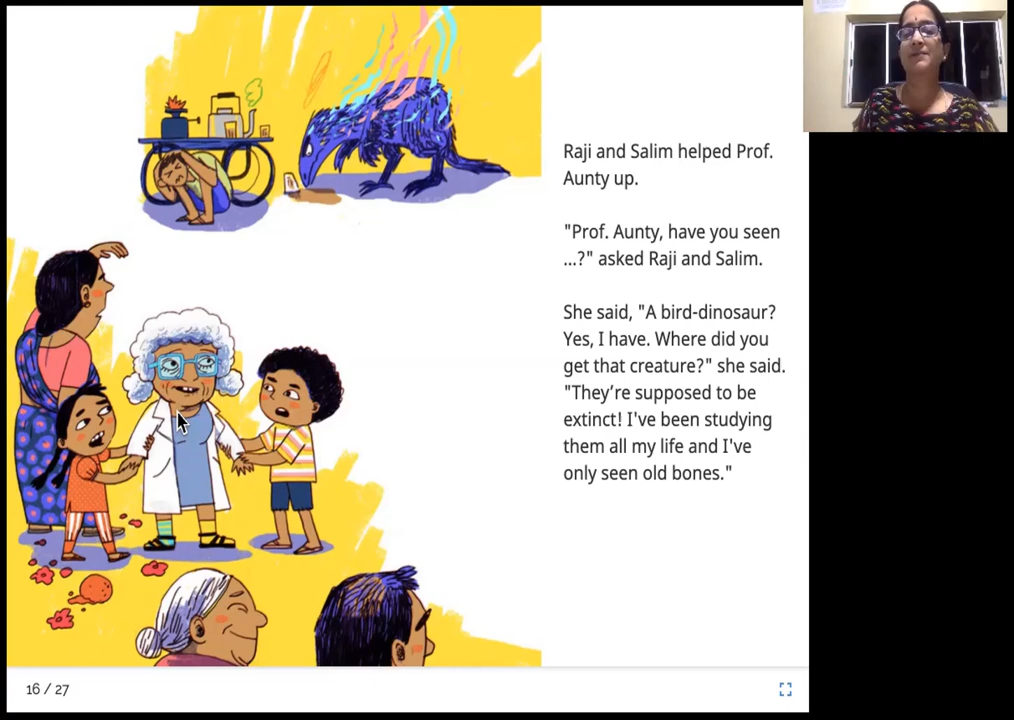 Raji and Salim helped Prof.
Aunty up.
"Prof. Aunty, have you seen
...?" asked Raji and Salim.
She said, "A bird-dinosaur?
Yes, I have. Where did you
get that creature?" she said.
"They’re supposed to be
extinct! I've been studying
them all my life and I've
only seen old bones."
16 / 27